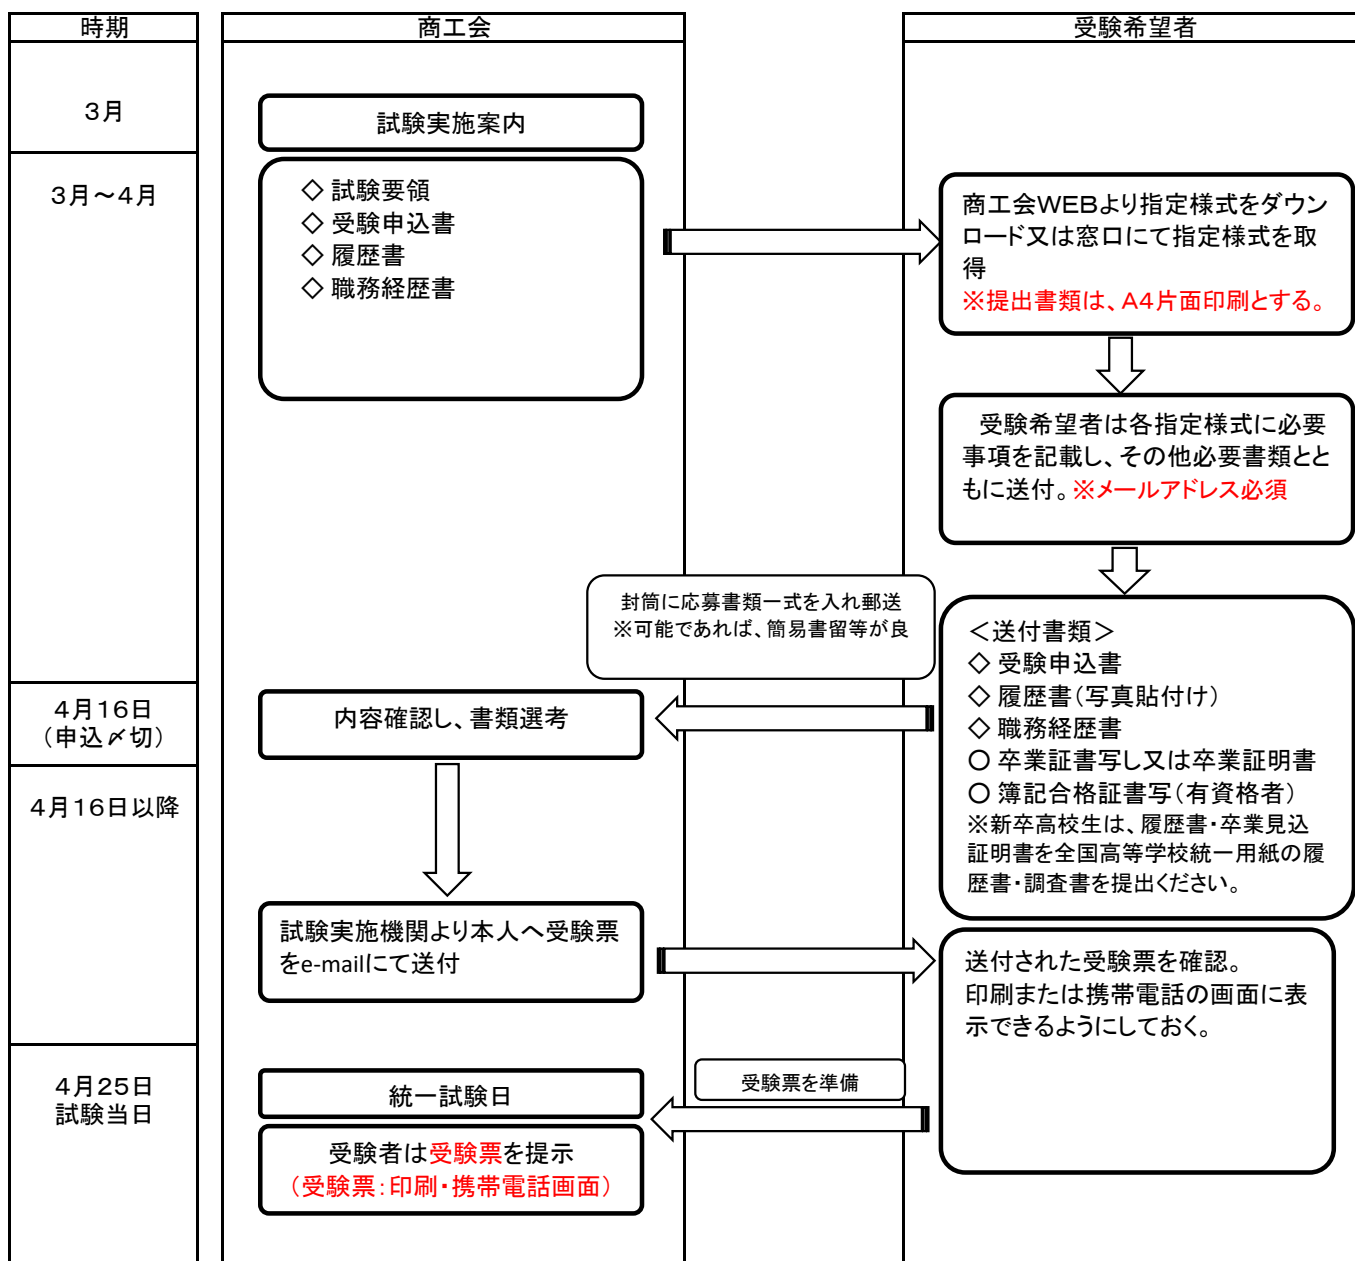 時期
商工会
受験希望者
3月
試験実施案内
3月～4月
◇ 試験要領
◇ 受験申込書
◇ 履歴書
◇ 職務経歴書
商工会WEBより指定様式をダウン
ロード又は窓口にて指定様式を取
得
※提出書類は、A4片面印刷とする。
受験希望者は各指定様式に必要
事項を記載し、その他必要書類とと
もに送付。※メールアドレス必須
封筒に応募書類一式を入れ郵送
※可能であれば、簡易書留等が良
＜送付書類＞
◇ 受験申込書
◇ 履歴書（写真貼付け）
◇ 職務経歴書
○ 卒業証書写し又は卒業証明書
○ 簿記合格証書写（有資格者）
※新卒高校生は、履歴書・卒業見込
証明書を全国高等学校統一用紙の履
歴書・調査書を提出ください。
4月16日
（申込〆切）
内容確認し、書類選考
4月16日以降
試験実施機関より本人へ受験票
をe-mailにて送付
送付された受験票を確認。
印刷または携帯電話の画面に表
示できるようにしておく。
4月25日
試験当日
受験票を準備
統一試験日
受験者は受験票を提示
（受験票：印刷・携帯電話画面）